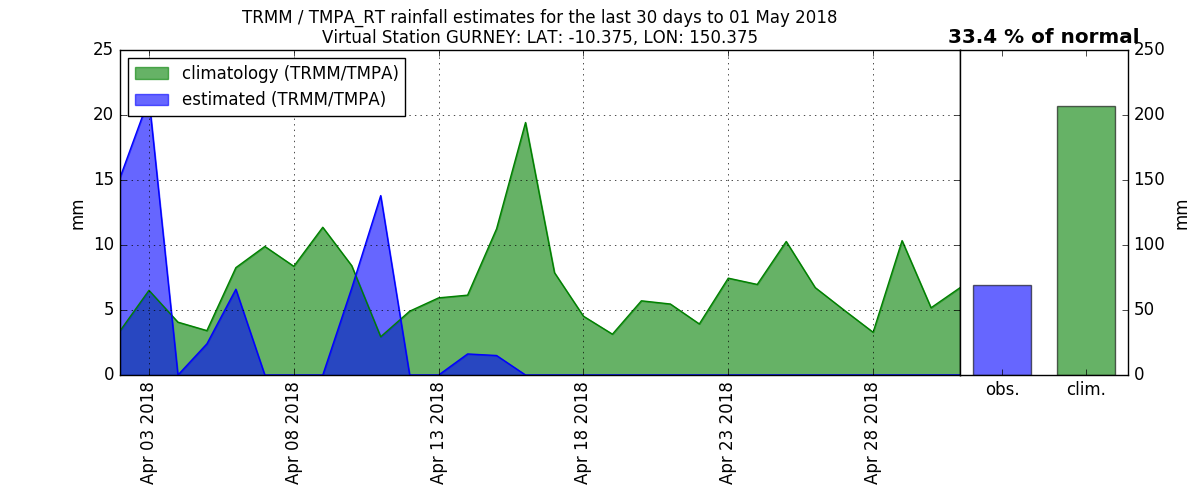 TRMM / TMPA_RT rainfall estimates for the last 30 days to 01 May 2018
Virtual Station GURNEY: LAT: -10.375, LON: 150.375
33.4 % of normal
climatology (TRMM/TMPA)
estimated (TRMM/TMPA)
25
20
15
10
5
0
mm
250
200
150
100
50
0
mm
Apr 03 2018
Apr 08 2018
Apr 13 2018
Apr 18 2018
Apr 23 2018
Apr 28 2018
obs.
clim.